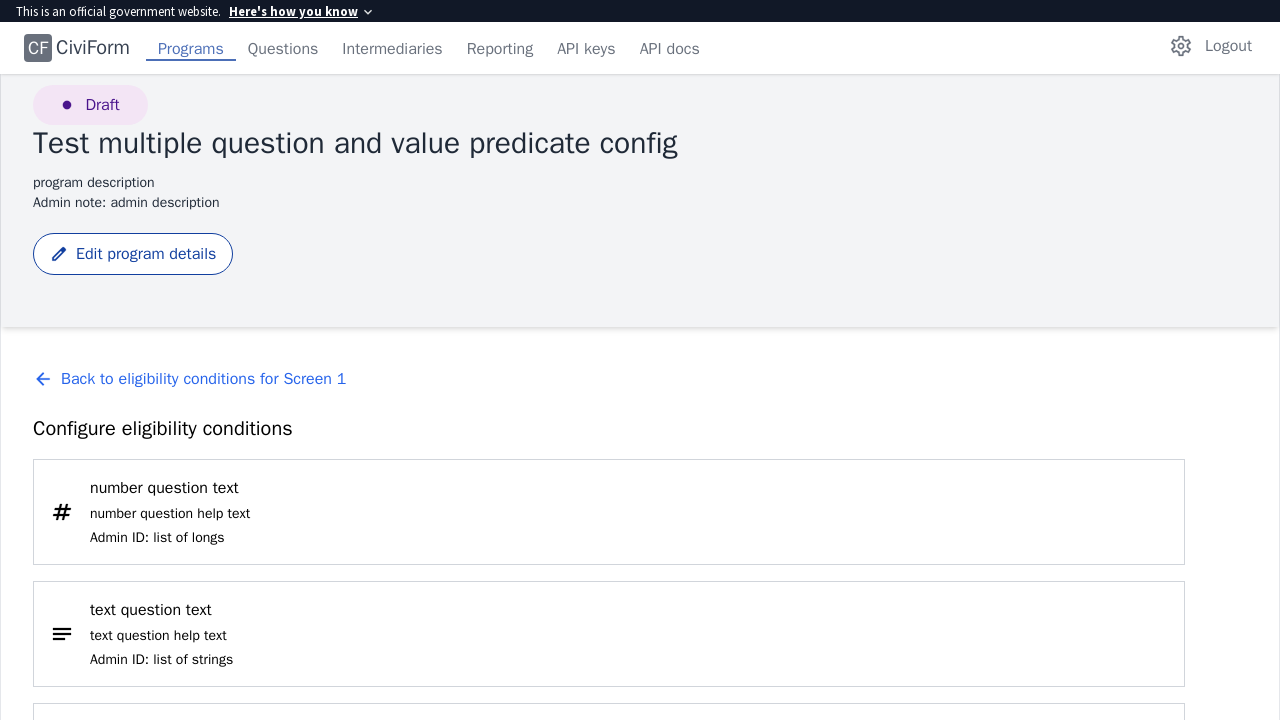 This is an official government website. Here's how you know
CF CiviForm Programs Questions Intermediaries Reporting API keys API docs Logout
Draft
Test multiple question and value predicate config
program description
Admin note: admin description
Edit program details
Back to eligibility conditions for Screen 1
Configure eligibility conditions
number question text
number question help text
Admin ID: list of longs
text question text
text question help text
Admin ID: list of strings